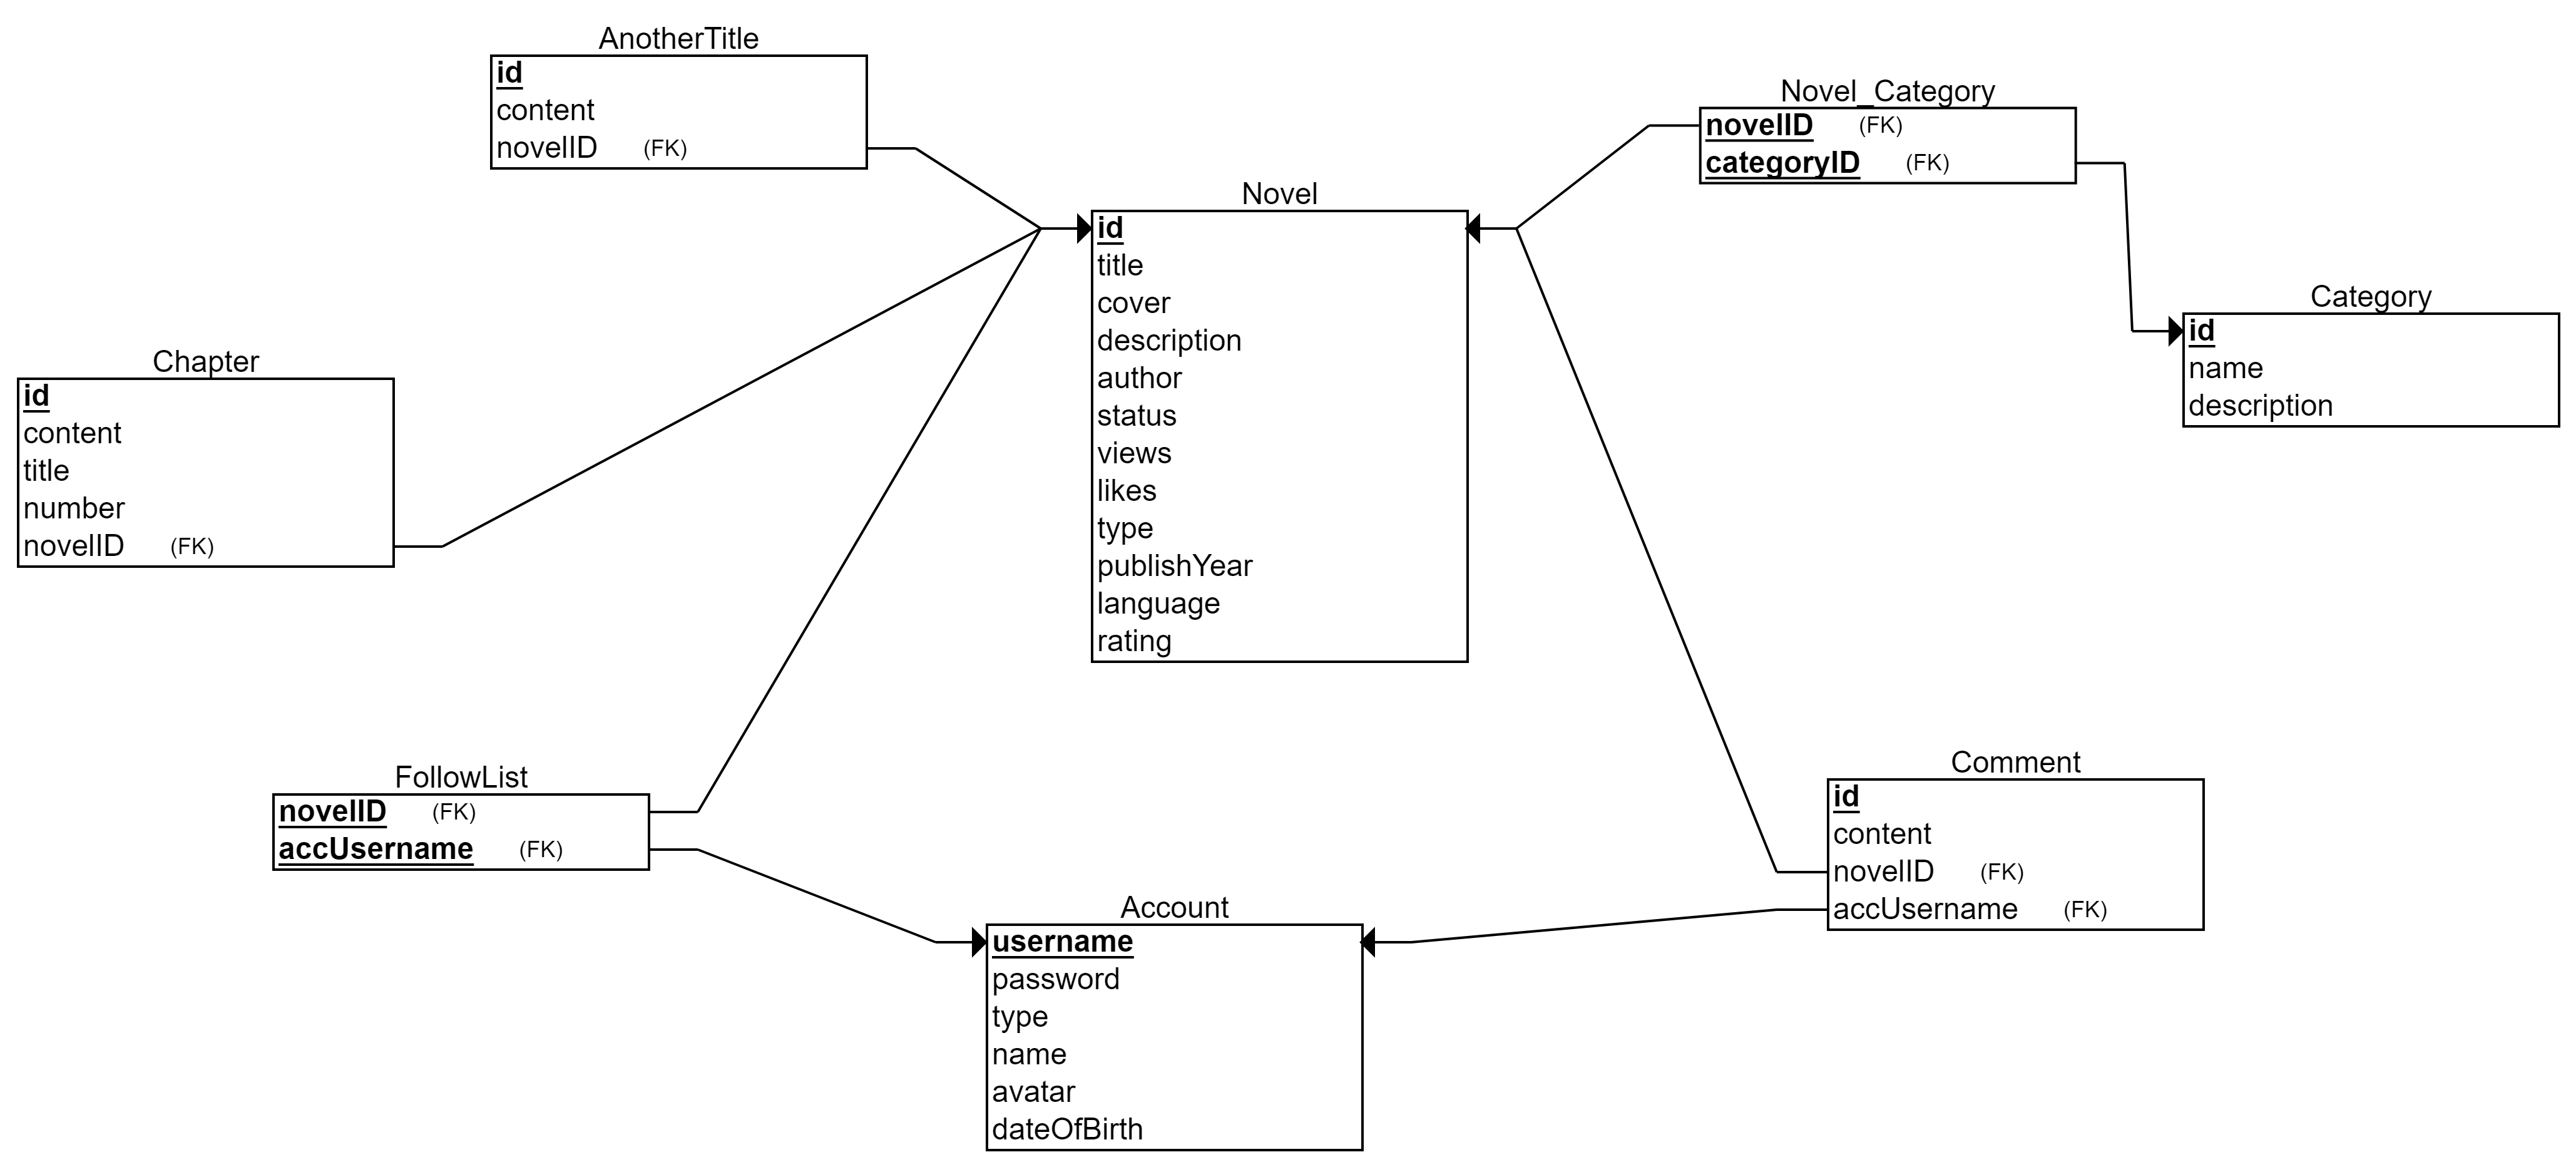 AnotherTitle
id
content
novelID (FK)
Novel_Category
novelID (FK)
categoryID (FK)
Novel
id
title
cover
description
author
status
views
likes
type
publishYear
language
rating
Category
id
name
description
Chapter
id
content
title
number
novelID (FK)
FollowList
novelID (FK)
accUsername (FK)
Comment
id
content
novelID (FK)
accUsername (FK)
Account
username
password
type
name
avatar
dateOfBirth